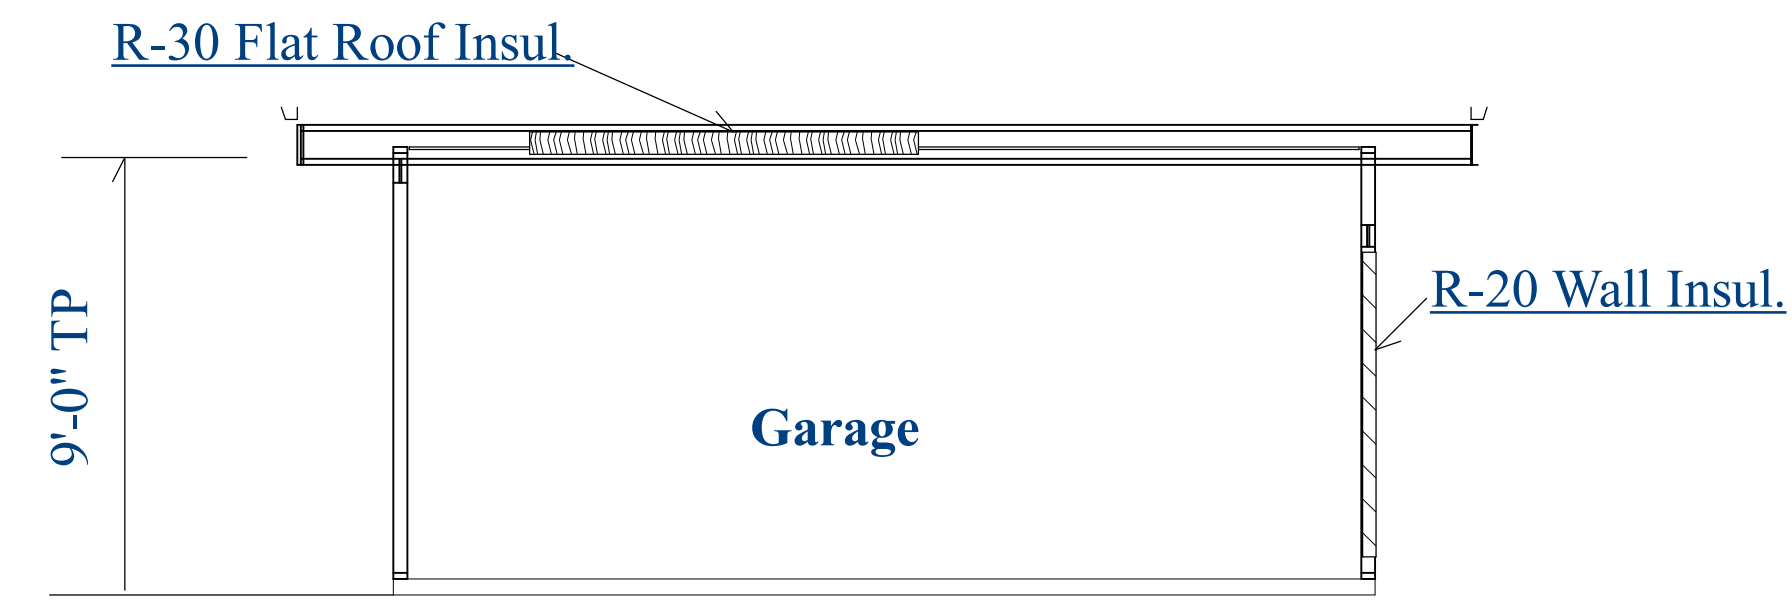 R-30 Flat Roof Insul.
9'-0" TP
R-20 Wall Insul.
Garage